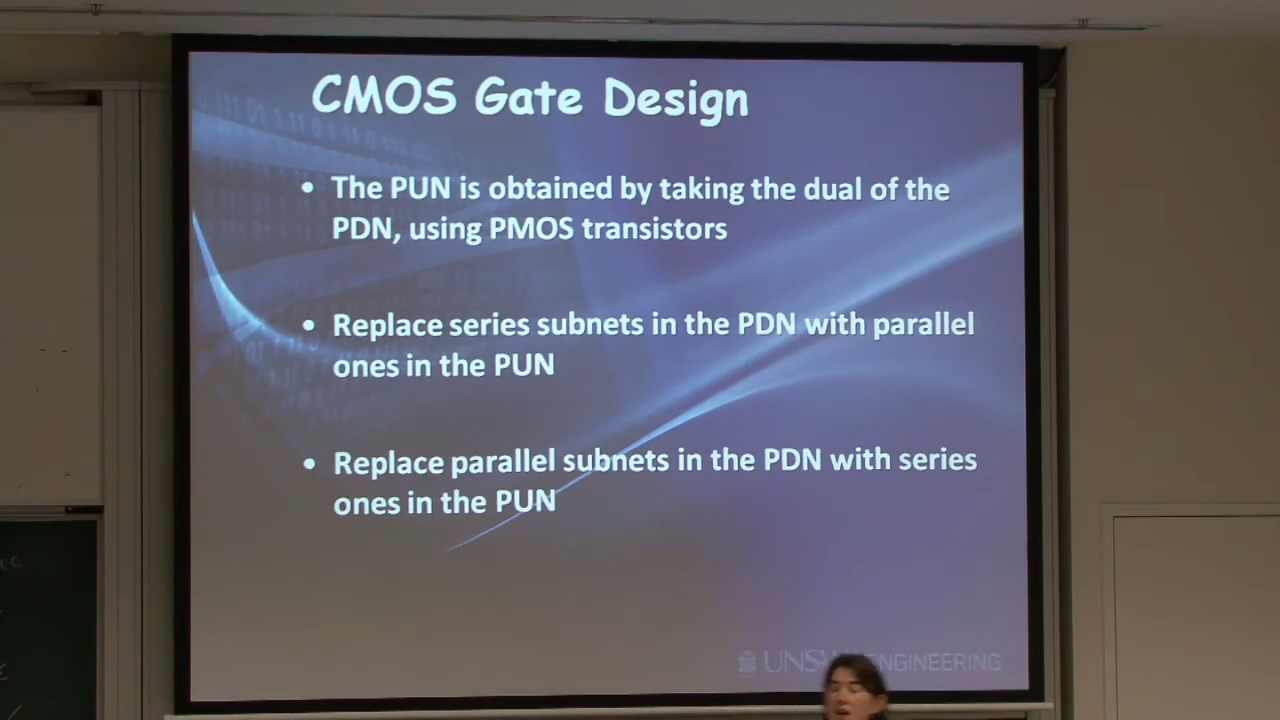 CMOS Gate Design
• The PUN is obtained by taking the dual of the
PDN, using PMOS transistors
• Replace series subnets in the PDN with parallel
ones in the PUN
• Replace parallel subnets in the PDN with series
ones in the PUN
ENGINEERING